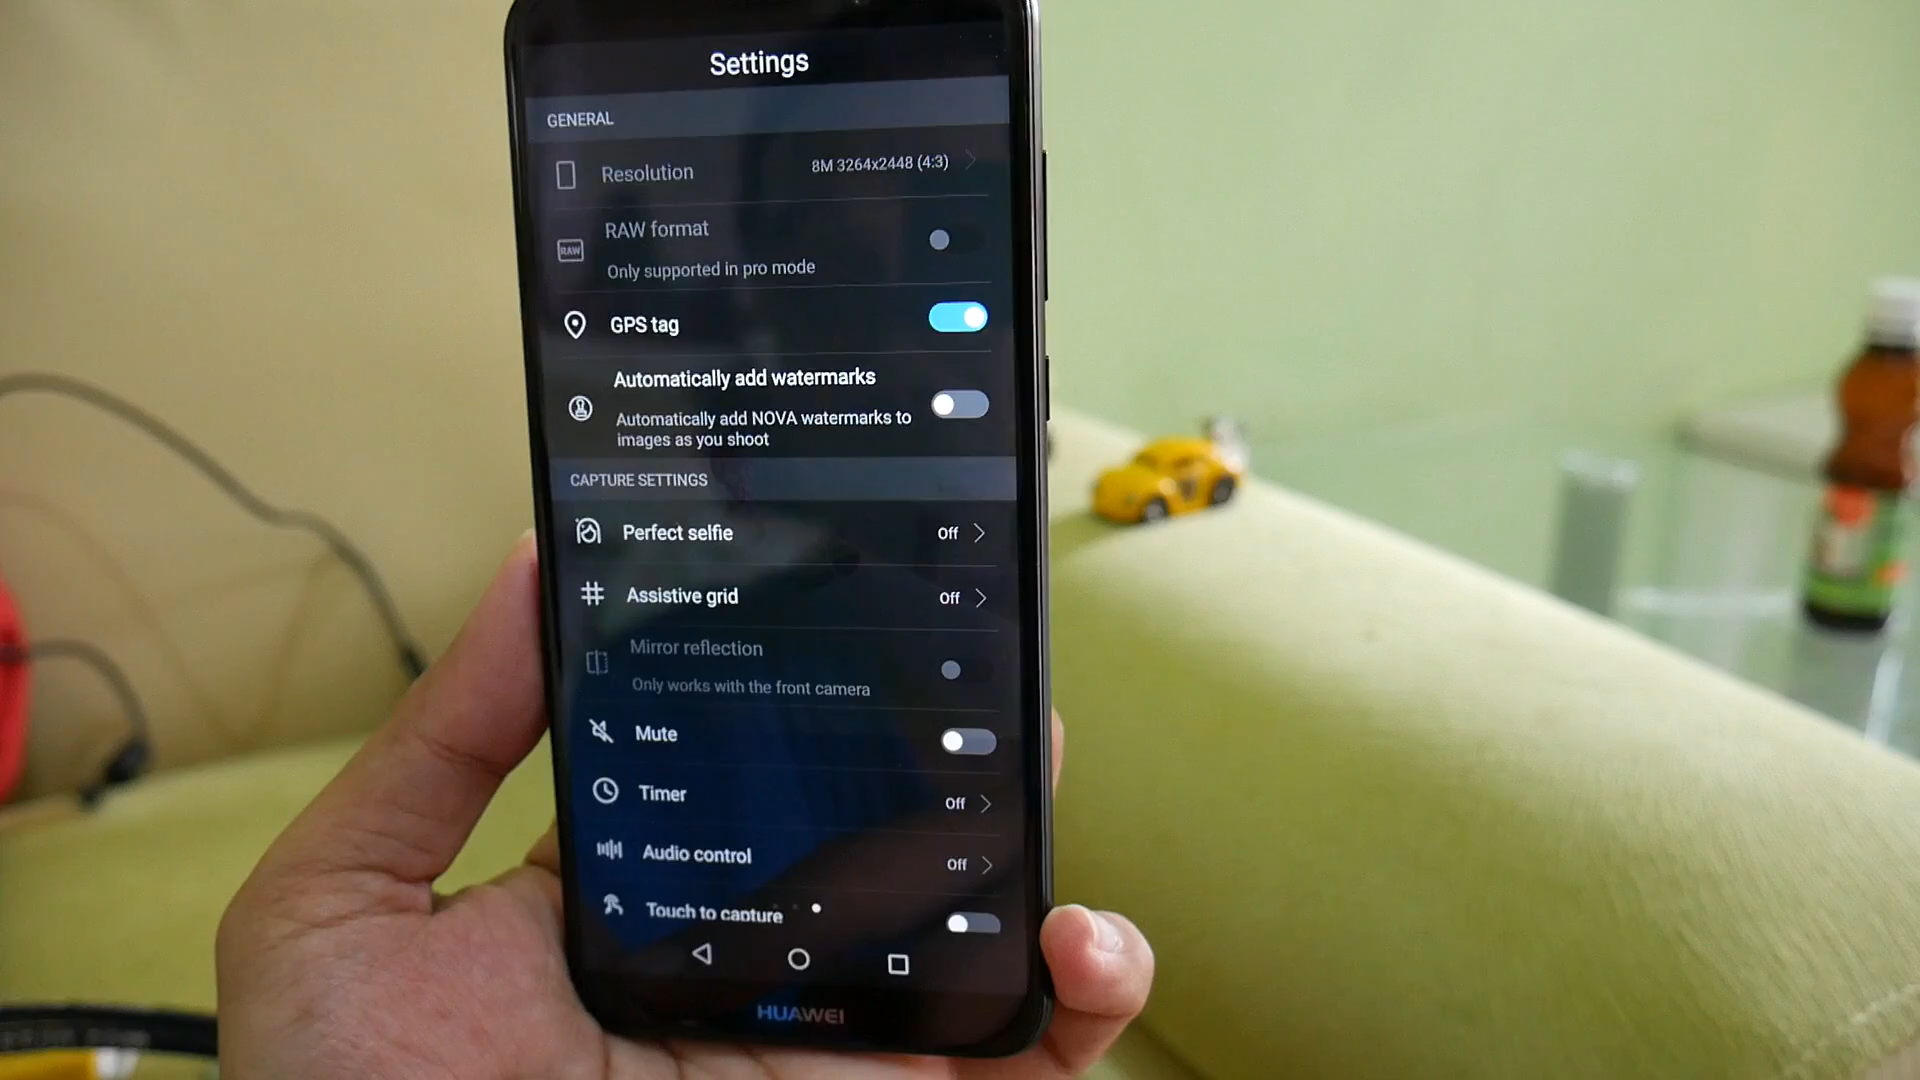 Settings
GENERAL
Resolution 8M 3264x2448 (4:3)
RAW format
RAW
Only supported in pro mode
GPS tag
Automatically add watermarks
Automatically add NOVA watermarks to
images as you shoot
CAPTURE SETTINGS
Perfect selfie Off
Assistive grid Off
Mirror reflection
Only works with the front camera
Mute
Timer Off
Audio control Off
Touch to capture
HUAWEI